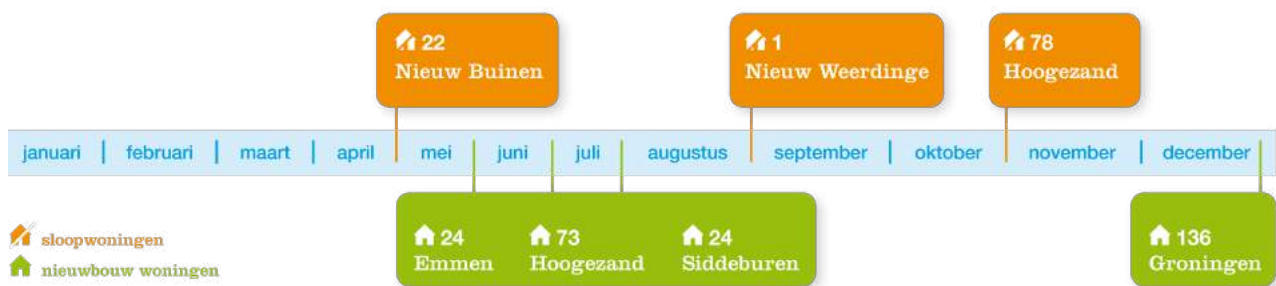 22
Nieuw Buinen
1
Nieuw Weerdinge
78
Hoogezand
januari | februari | maart | april | mei | juni | juli | augustus | september | oktober | november | december
sloopwoningen
nieuwbouw woningen
24
Emmen
73
Hoogezand
24
Siddeburen
136
Groningen